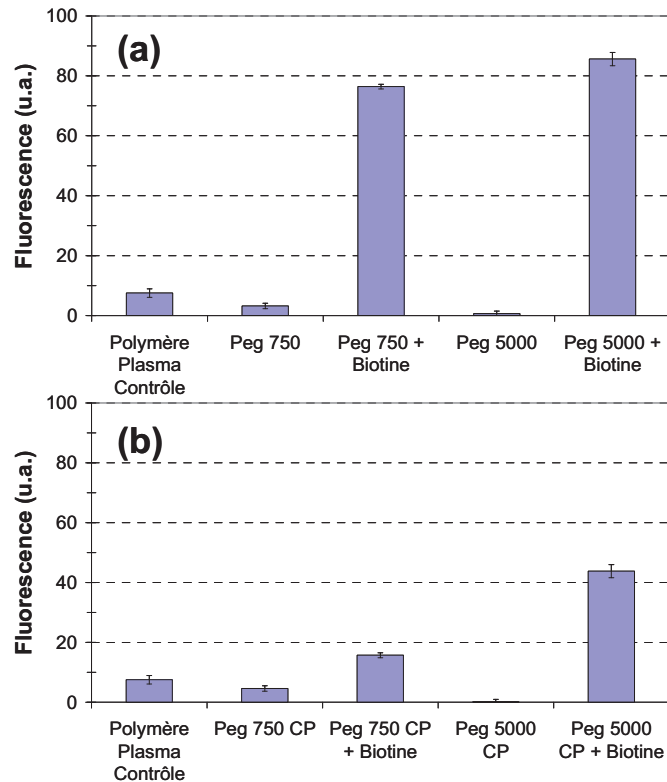 (a)
Fluorescence (u.a.)
100
80
60
40
20
0
Polymère
Plasma
Contrôle
Peg 750
Peg 750 +
Biotine
Peg 5000
Peg 5000 +
Biotine
(b)
Fluorescence (u.a.)
100
80
60
40
20
0
Polymère
Plasma
Contrôle
Peg 750 CP
Peg 750 CP
+ Biotine
Peg 5000
CP
Peg 5000
CP + Biotine